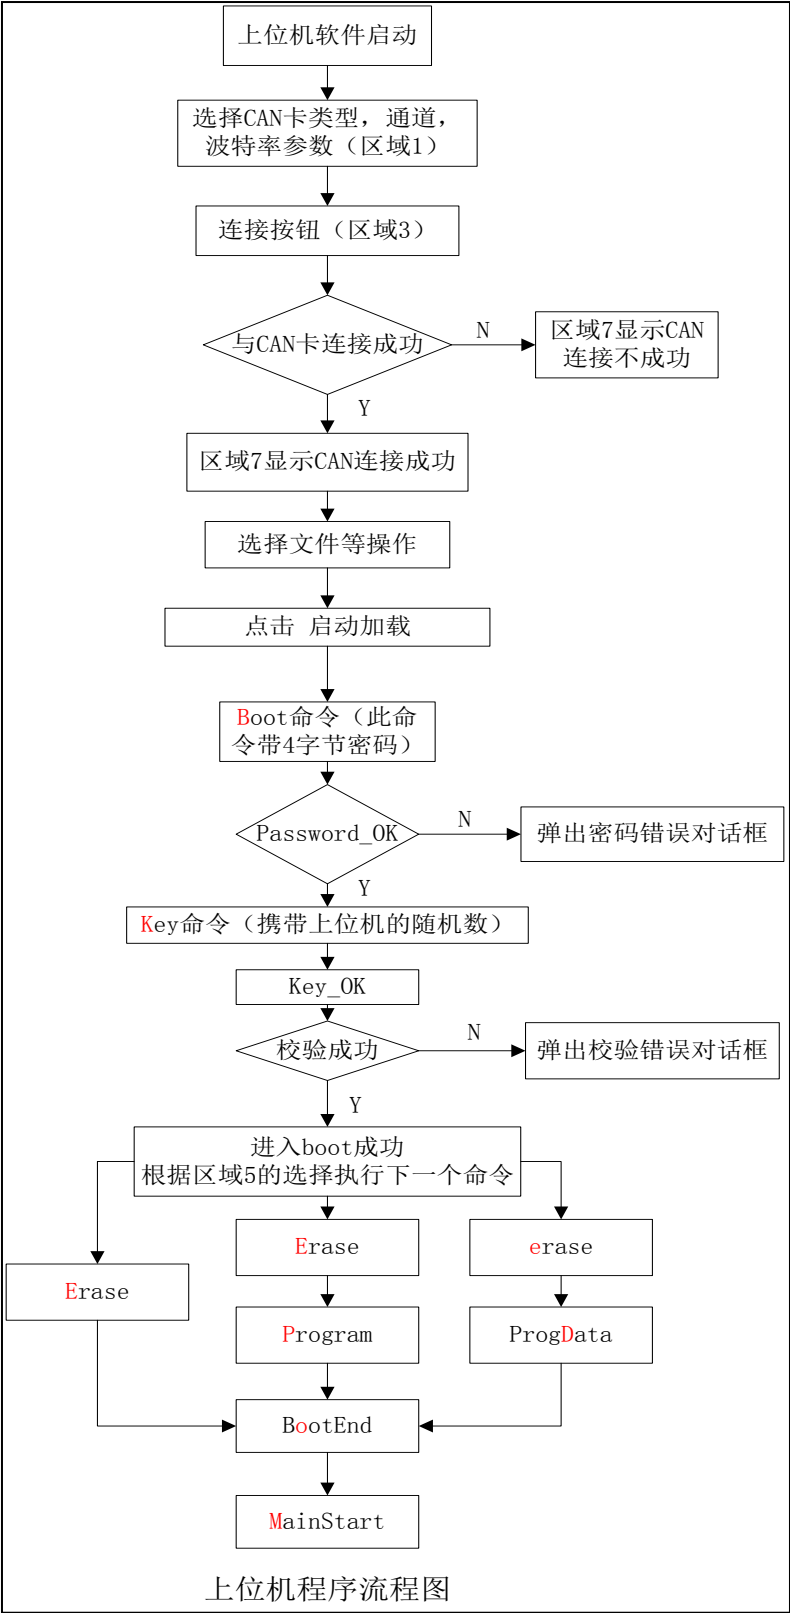 上位机软件启动
选择CAN卡类型，通道，
波特率参数（区域1）
连接按钮（区域3）
与CAN卡连接成功
N
区域7显示CAN
连接不成功
Y
区域7显示CAN连接成功
选择文件等操作
点击 启动加载
Boot命令（此命
令带4字节密码）
Password_OK
N
弹出密码错误对话框
Y
Key命令（携带上位机的随机数）
Key_OK
校验成功
N
弹出校验错误对话框
Y
进入boot成功
根据区域5的选择执行下一个命令
Erase
Erase
erase
Program
ProgData
BootEnd
MainStart
上位机程序流程图